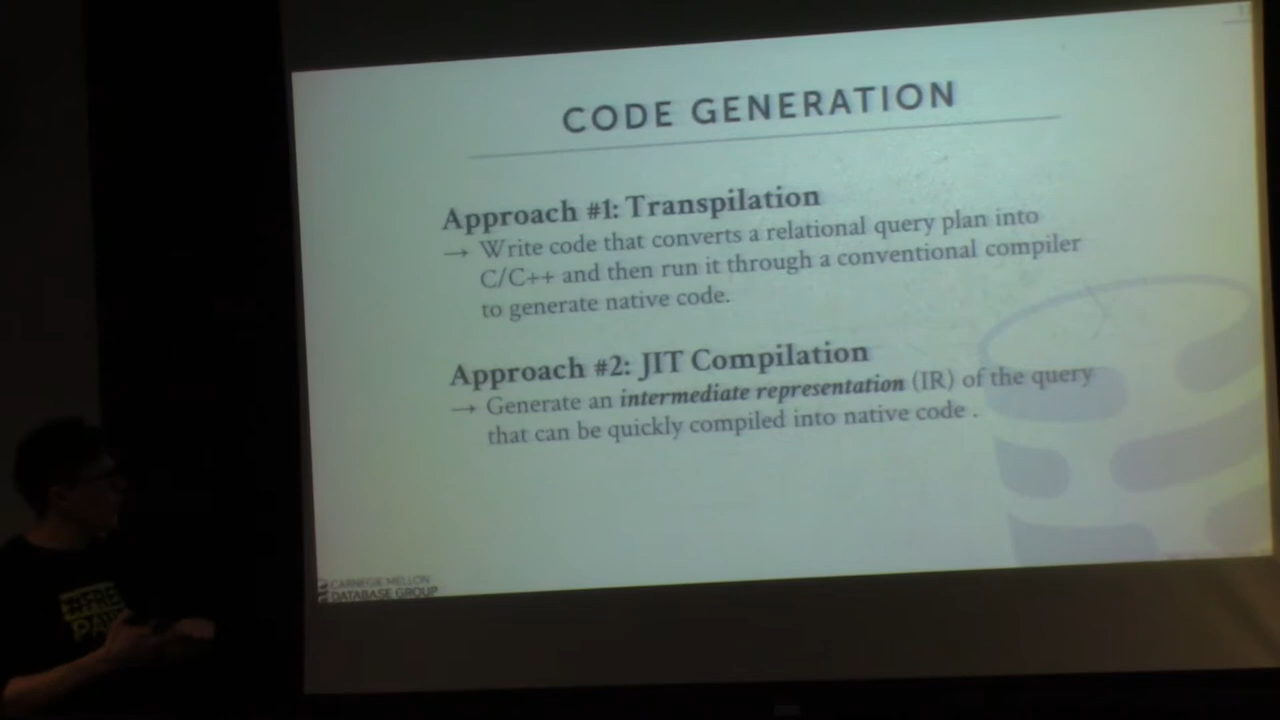 CODE GENERATION
Approach #1: Transpilation
→ Write code that converts a relational query plan into
C/C++ and then run it through a conventional compiler
to generate native code.
Approach #2: JIT Compilation
→ Generate an intermediate representation (IR) of the query
that can be quickly compiled into native code .
CARNEGIE MELLON
DATABASE GROUP